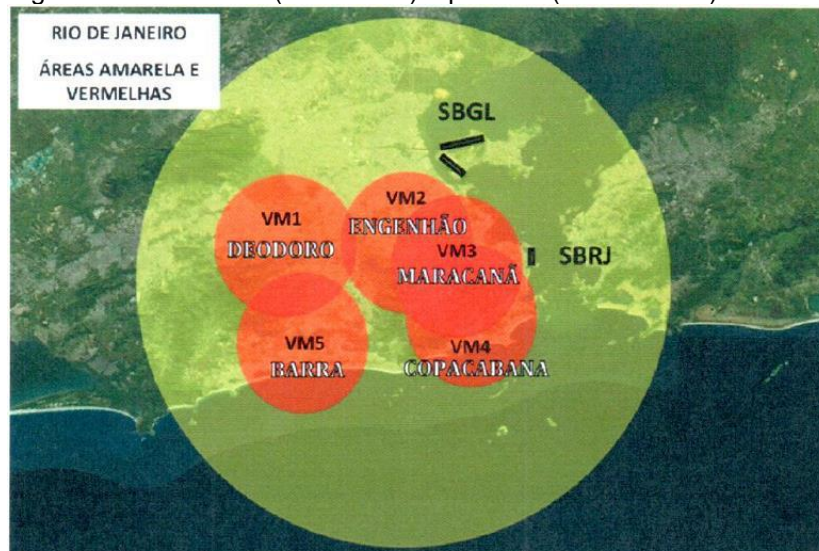 RIO DE JANEIRO
ÁREAS AMARELA E
VERMELHAS
SBGL
VM1
DEODORO
VM2
ENGENHÃO
VM3
MARACANÃ
SBRJ
VM5
BARRA
VM4
COPACABANA